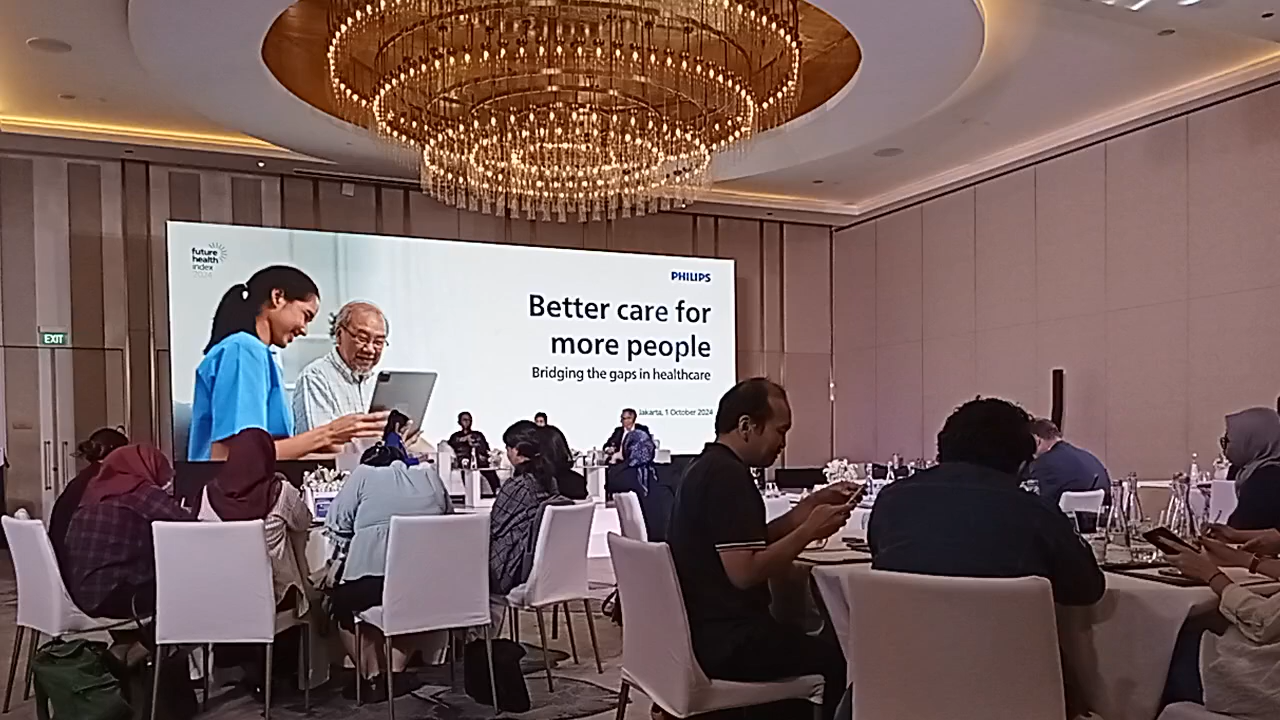 future
health
index
2024
PHILIPS
Better care for
more people
Bridging the gaps in healthcare
Jakarta, 1 October 2024
EXIT